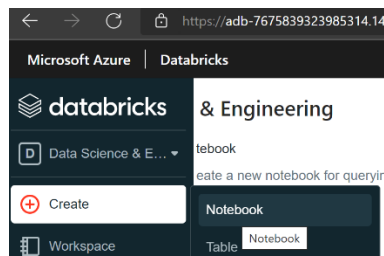 https://adb-7675839323985314.14
Microsoft Azure | Databricks
databricks
& Engineering
D Data Science & E...
tebook
eate a new notebook for queryin
Create
Notebook
Workspace
Table
Notebook